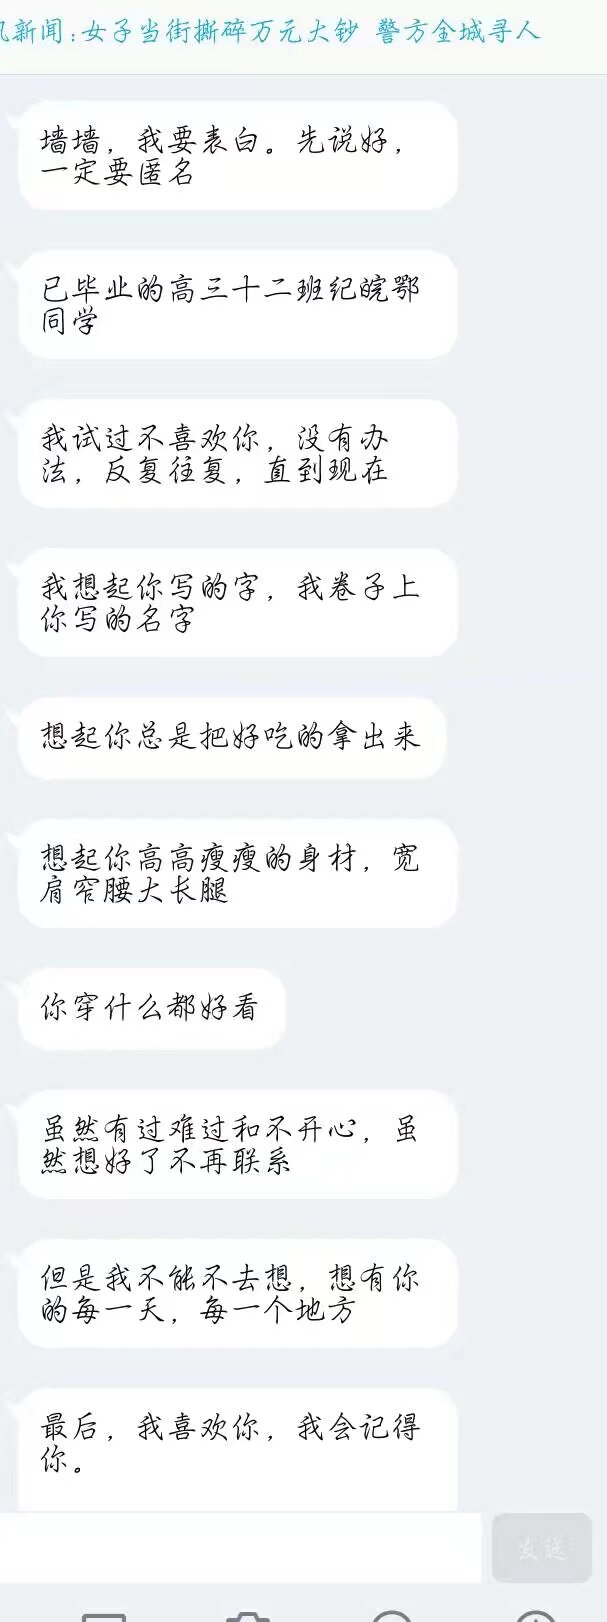 新闻:女子当街撕碎万元大钞 警方全城寻人
墙墙，我要表白。先说好，
一定要匿名
已毕业的高三十二班纪皖鄂
同学
我试过不喜欢你，没有办
法，反复往复，直到现在
我想起你写的字，我卷子上
你写的名字
想起你总是把好吃的拿出来
想起你高高瘦瘦的身材，宽
肩窄腰大长腿
你穿什么都好看
虽然有过难过和不开心，虽
然想好了不再联系
但是我不能不去想，想有你
的每一天，每一个地方
最后，我喜欢你，我会记得
你。
发送